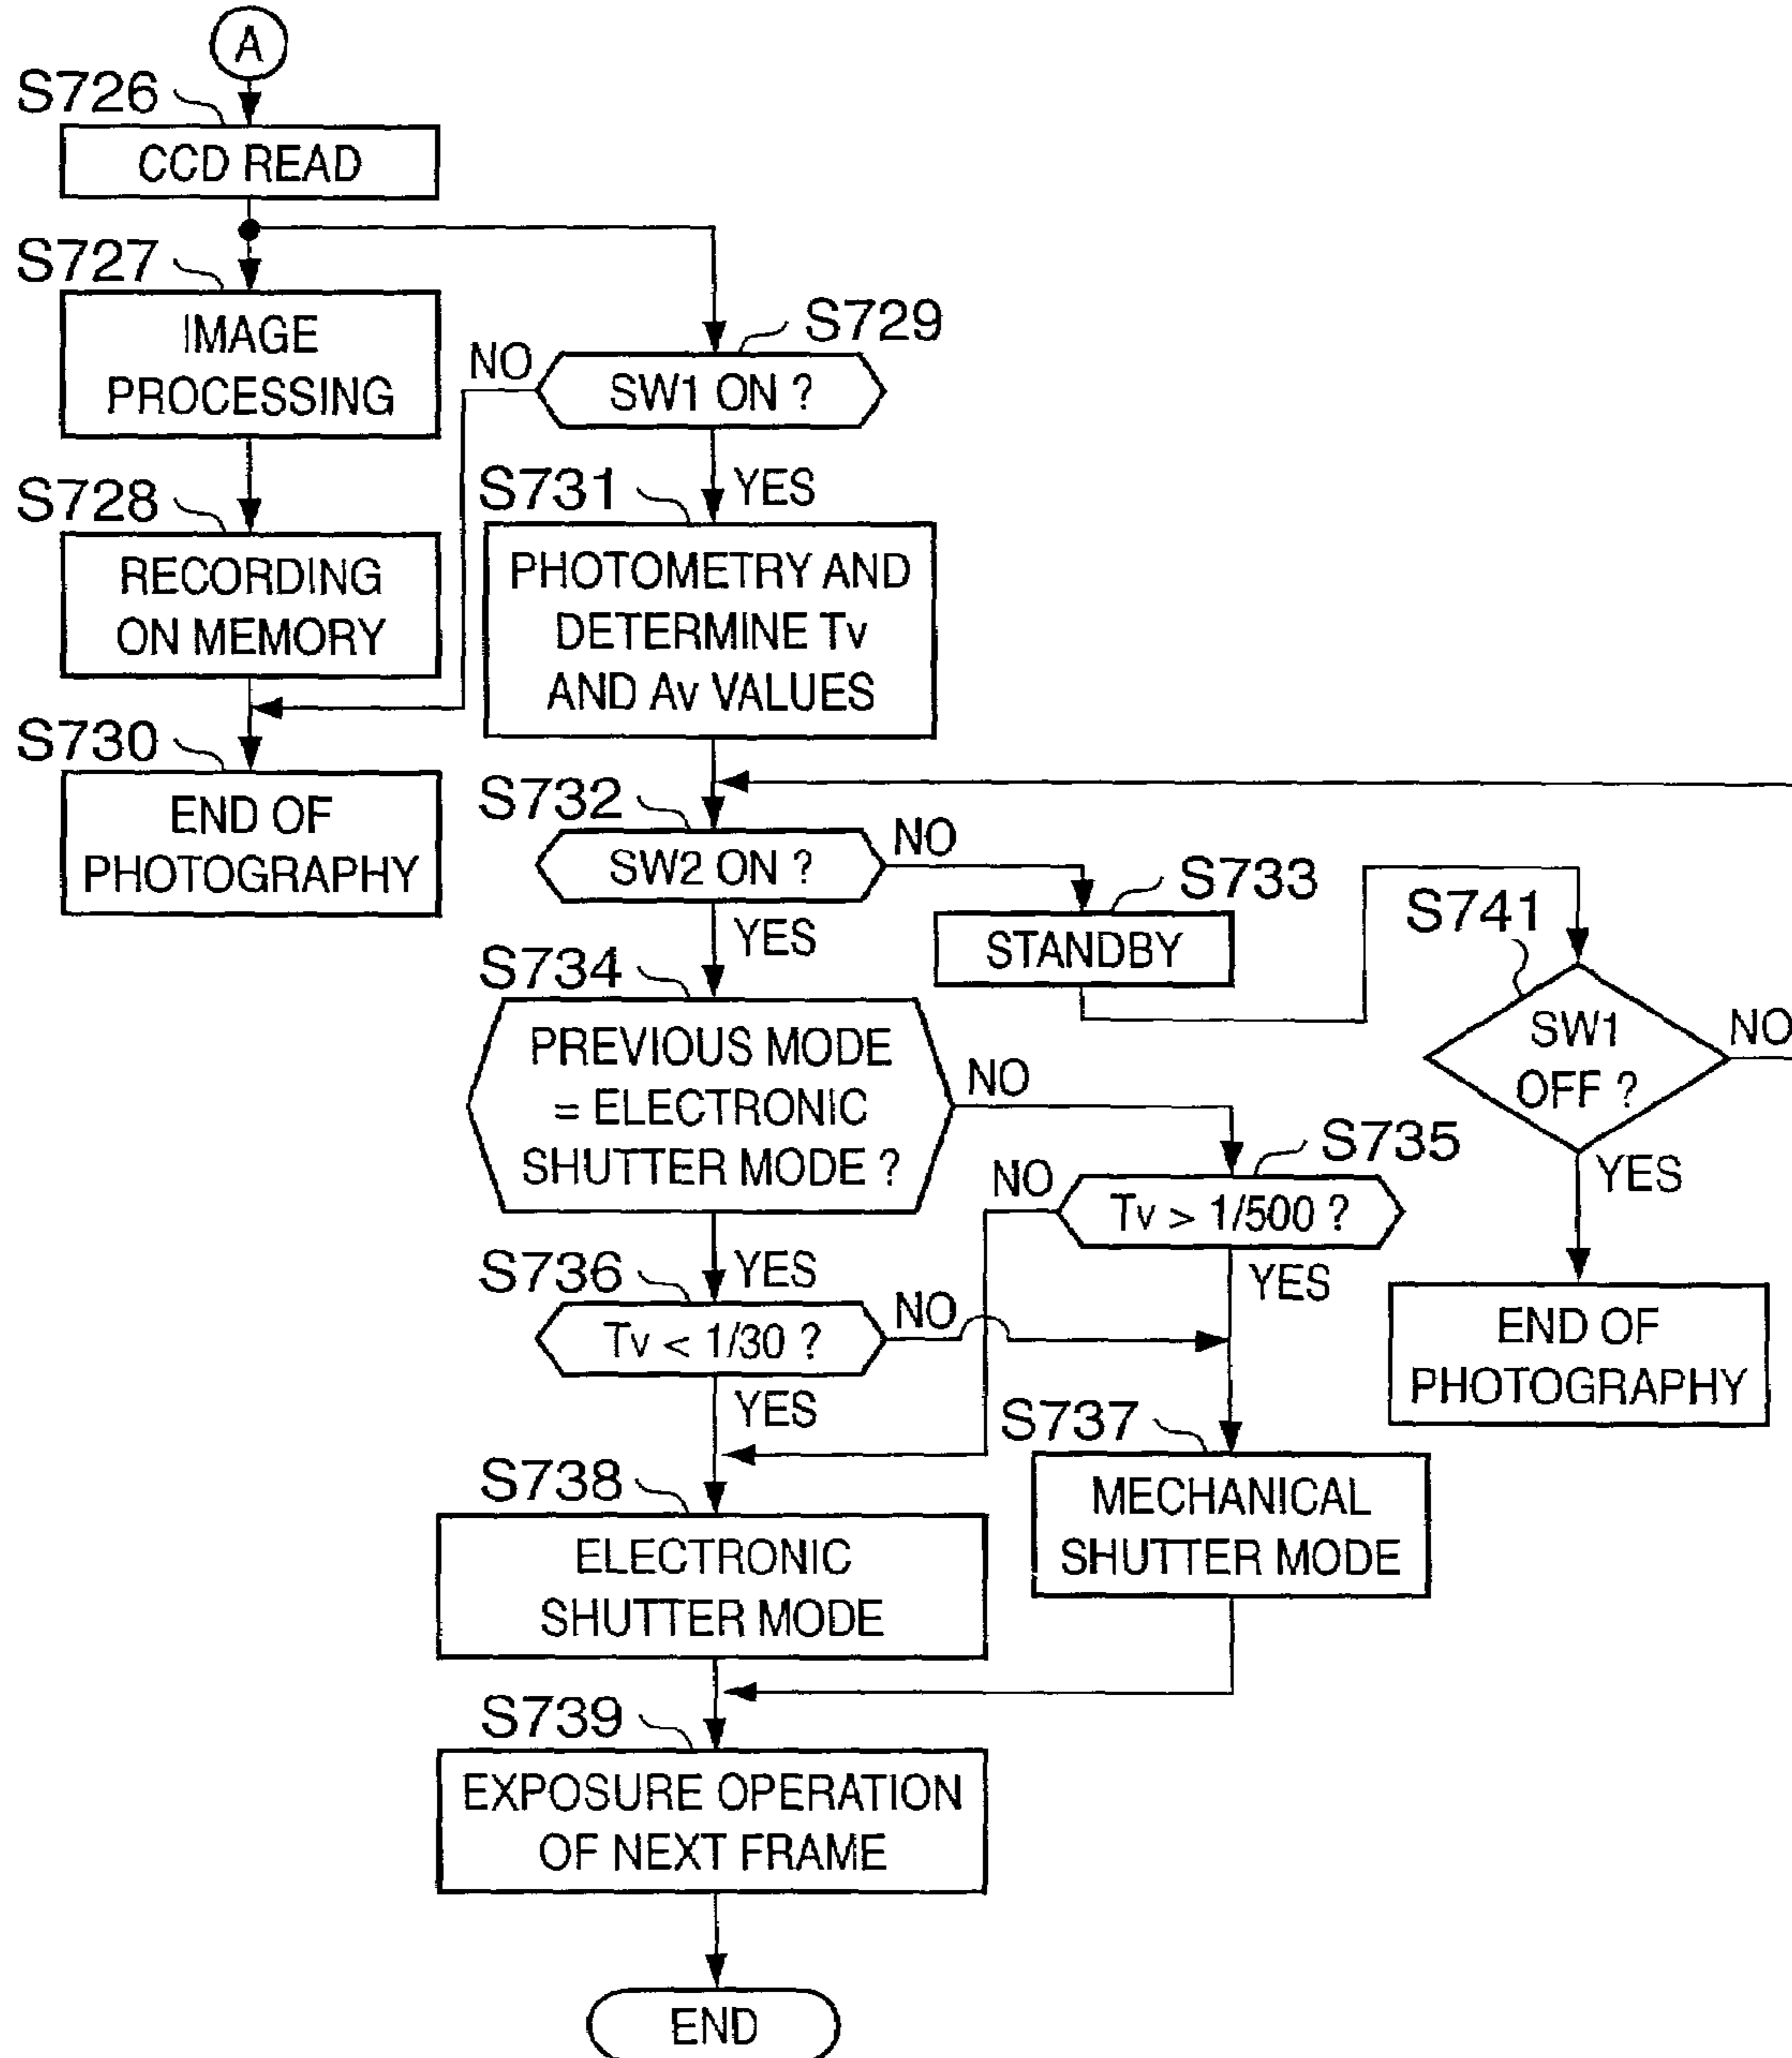 A
S726
CCD READ
S727
IMAGE
PROCESSING
S729
NO
SW1 ON ?
YES
S728
RECORDING
ON MEMORY
S731
PHOTOMETRY AND
DETERMINE Tv
AND Av VALUES
S730
END OF
PHOTOGRAPHY
S732
SW2 ON ?
NO
YES
S733
STANDBY
S741
SW1
OFF ?
NO
YES
END OF
PHOTOGRAPHY
S734
PREVIOUS MODE
= ELECTRONIC
SHUTTER MODE ?
NO
YES
S735
NO
Tv > 1/500 ?
YES
S736
Tv < 1/30 ?
NO
YES
S737
MECHANICAL
SHUTTER MODE
S738
ELECTRONIC
SHUTTER MODE
S739
EXPOSURE OPERATION
OF NEXT FRAME
END